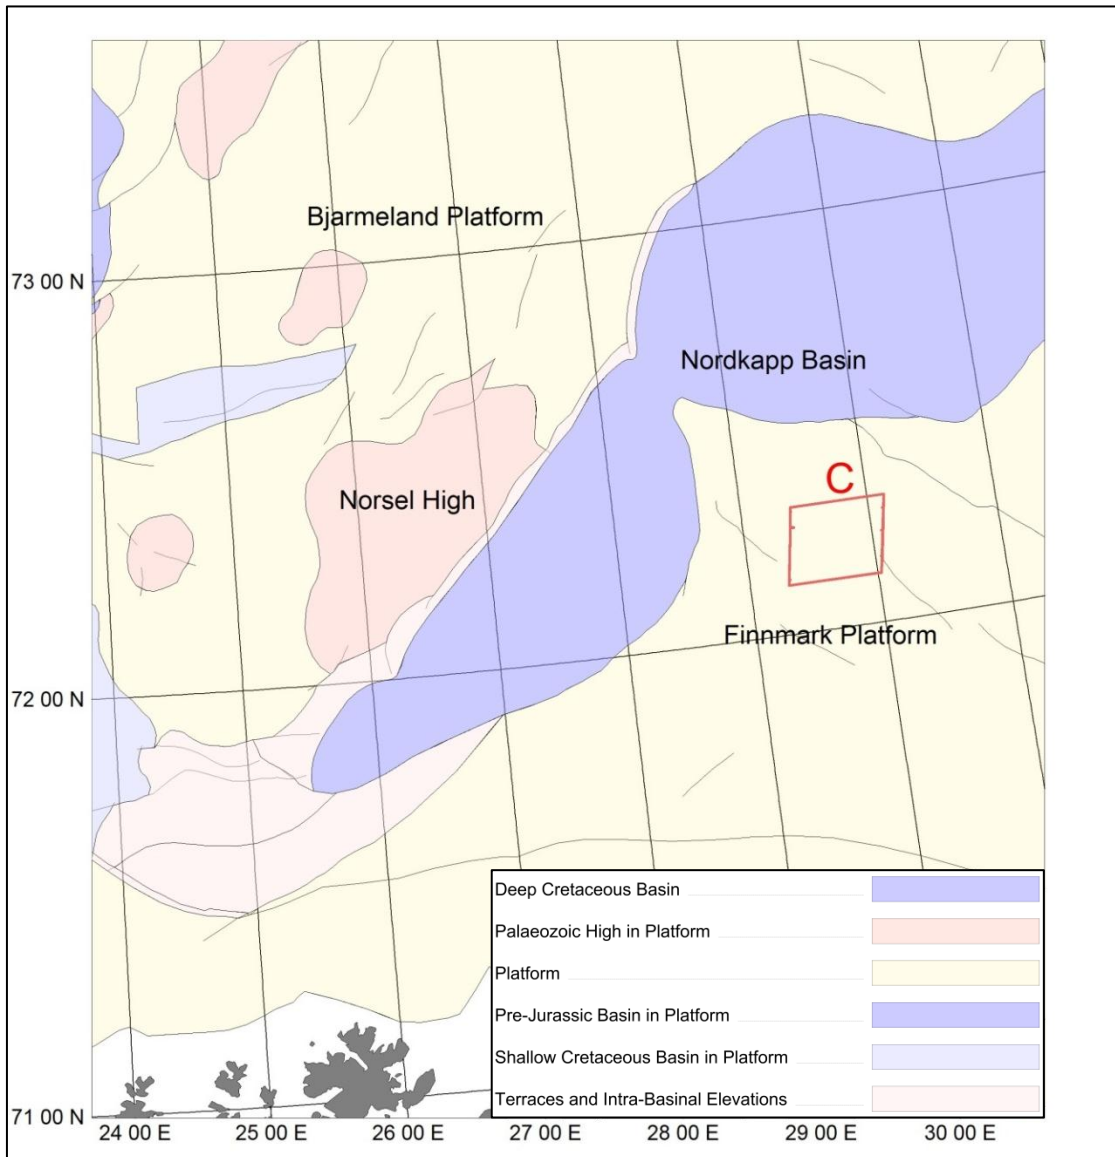 Bjarmeland Platform
73 00 N
Nordkapp Basin
C
Norsel High
Finnmark Platform
72 00 N
Deep Cretaceous Basin
Palaeozoic High in Platform
Platform
Pre-Jurassic Basin in Platform
Shallow Cretaceous Basin in Platform
Terraces and Intra-Basinal Elevations
71 00 N
24 00 E 25 00 E 26 00 E 27 00 E 28 00 E 29 00 E 30 00 E